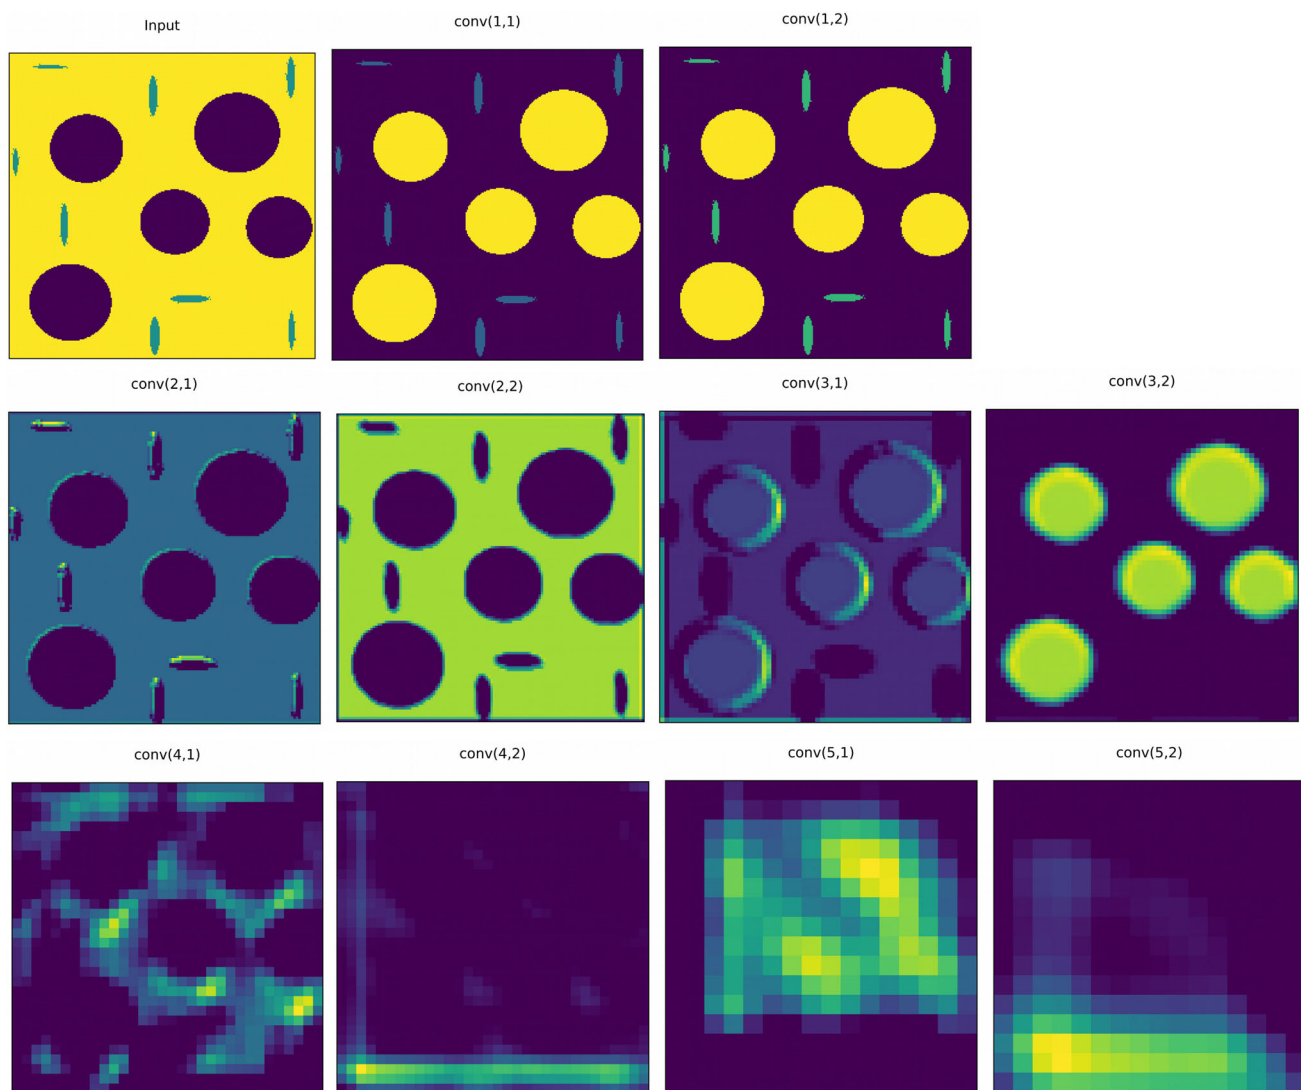 Input
conv(1,1)
conv(1,2)
conv(2,1)
conv(2,2)
conv(3,1)
conv(3,2)
conv(4,1)
conv(4,2)
conv(5,1)
conv(5,2)